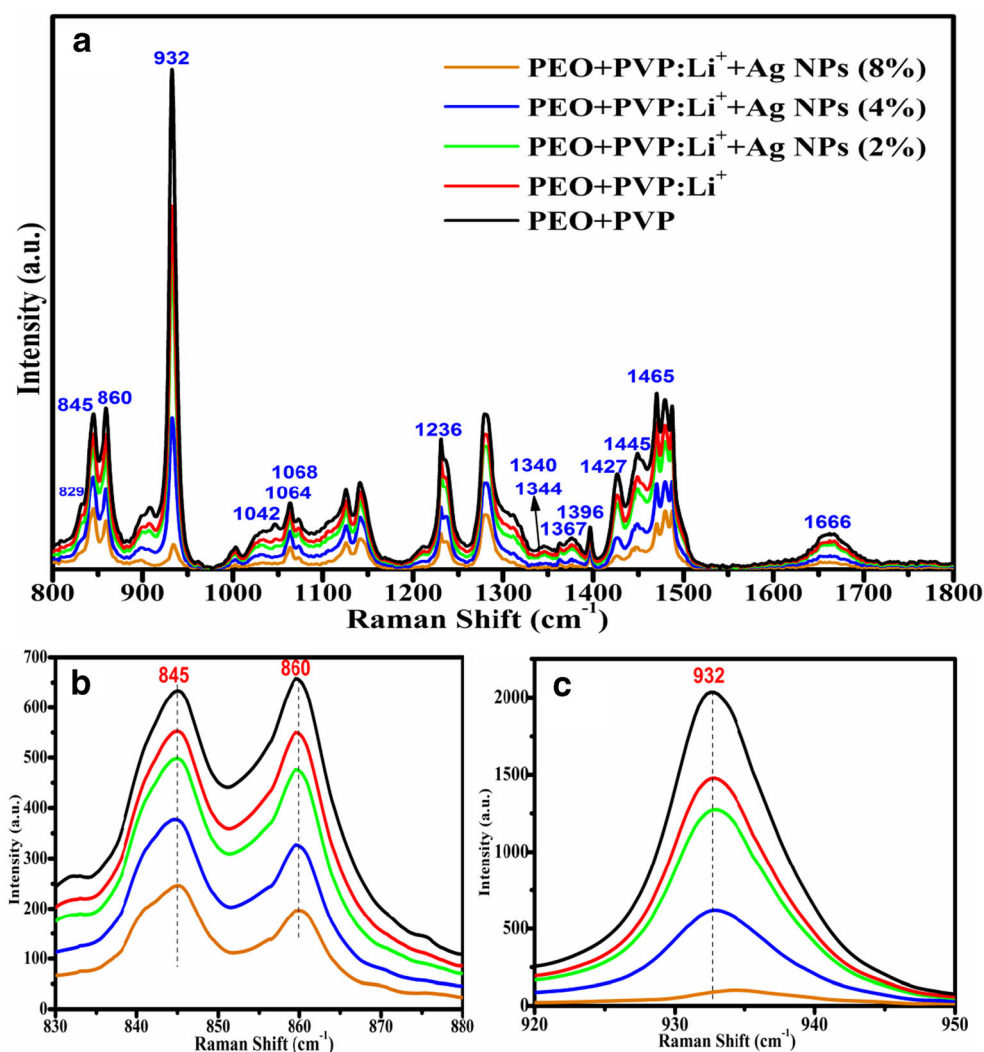 a
932
PEO+PVP:Li⁺+Ag NPs (8%)
PEO+PVP:Li⁺+Ag NPs (4%)
PEO+PVP:Li⁺+Ag NPs (2%)
PEO+PVP:Li⁺
PEO+PVP
Intensity (a.u.)
845 860
829
1042
1064
1068
1236
1340
1344
1367
1396
1427
1445
1465
1666
800 900 1000 1100 1200 1300 1400 1500 1600 1700 1800
Raman Shift (cm⁻¹)
b
845 860
Intensity (a.u.)
700
600
500
400
300
200
100
0
830 840 850 860 870 880
Raman Shift (cm⁻¹)
c
932
Intensity (a.u.)
2000
1500
1000
500
0
920 930 940 950
Raman Shift (cm⁻¹)